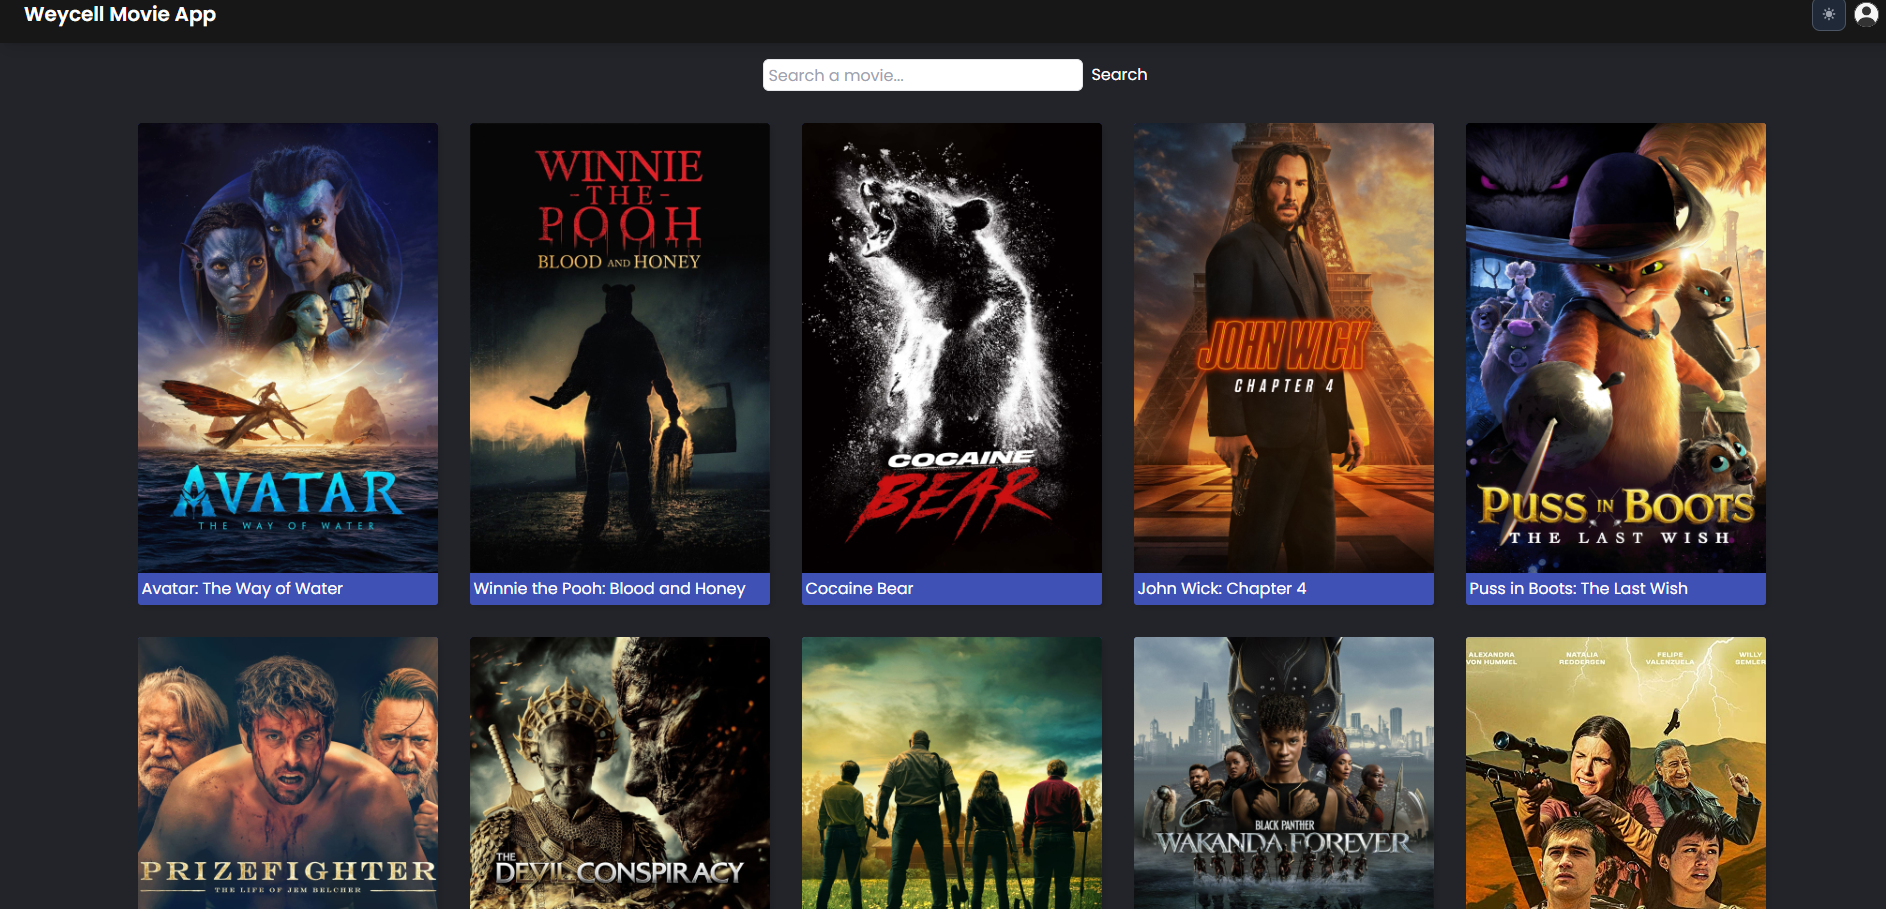 Weycell Movie App
Search a movie...
Search
AVATAR
THE WAY OF WATER
Avatar: The Way of Water
WINNIE
-THE-
POOH
BLOOD AND HONEY
Winnie the Pooh: Blood and Honey
COCAINE
BEAR
Cocaine Bear
JOHN WICK
CHAPTER 4
John Wick: Chapter 4
PUSS IN BOOTS
THE LAST WISH
Puss in Boots: The Last Wish
PRIZEFIGHTER
THE LIFE OF JEM BELCHER
THE
DEVIL CONSPIRACY
BLACK PANTHER
WAKANDA FOREVER
ALEXANDRA
VON HUMMEL
NATALIA
REDDERSEN
FELIPE
VALENZUELA
WILLY
SEMLER